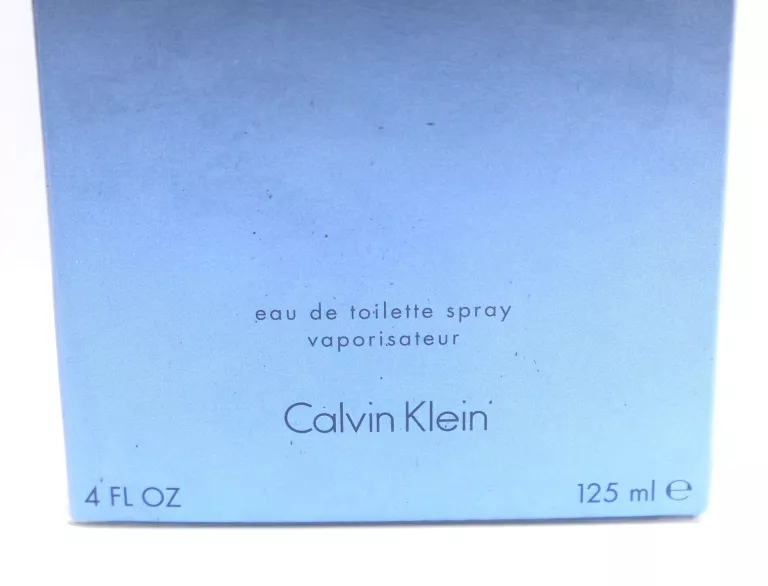 eau de toilette spray
vaporisateur
Calvin Klein
4 FL OZ
125 ml ℮